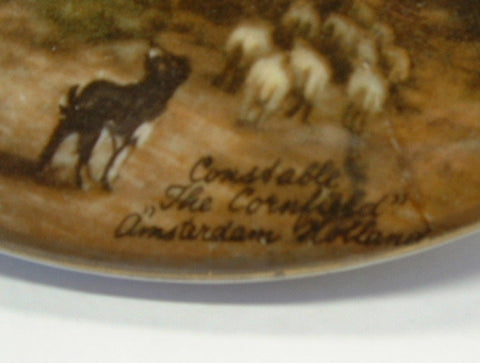 Constable
„The Cornfield”
Amsterdam Holland